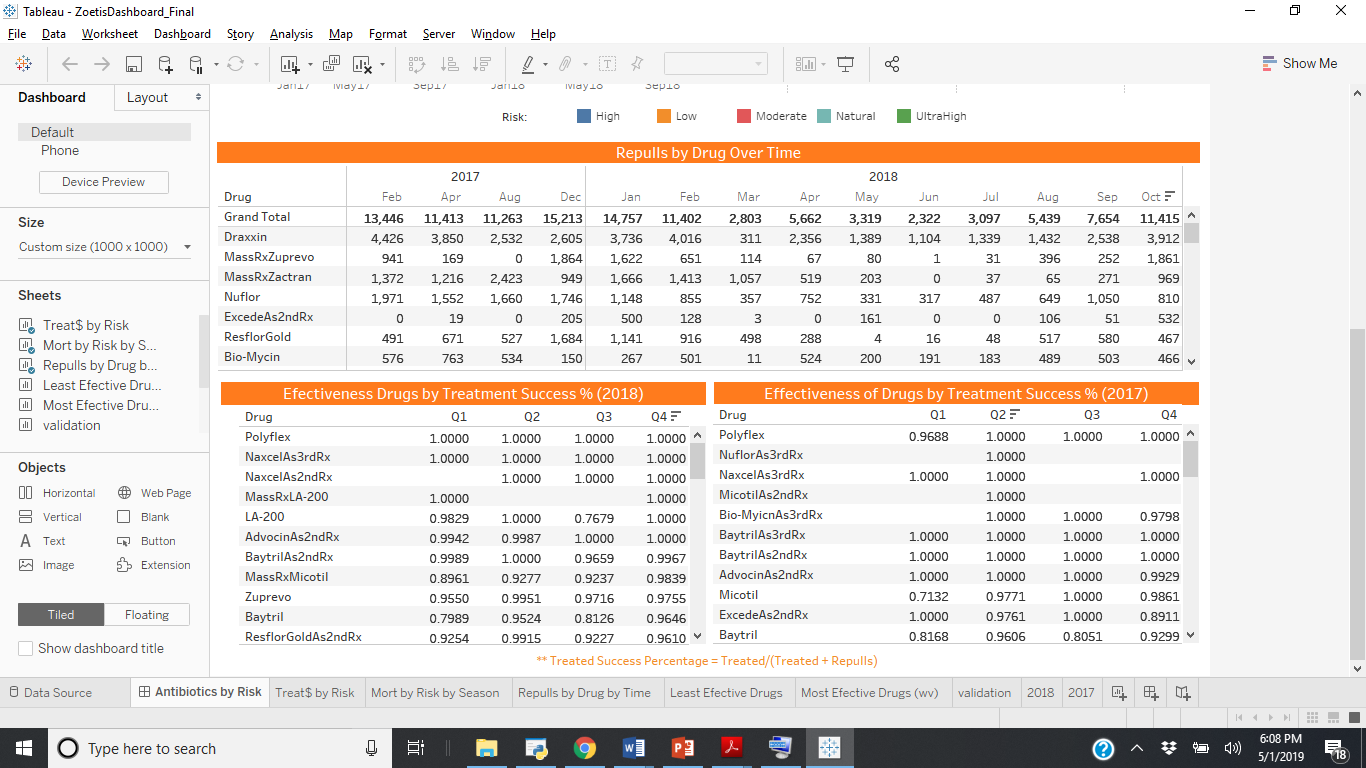 Tableau - ZoetisDashboard_Final
File Data Worksheet Dashboard Story Analysis Map Format Server Window Help
Show Me
Dashboard Layout
Default
Phone
Device Preview
Size
Custom size (1000 x 1000)
Sheets
Treat$ by Risk
Mort by Risk by S...
Repulls by Drug b...
Least Efective Dru...
Most Efective Dru...
validation
Objects
Horizontal Web Page
Vertical Blank
Text Button
Image Extension
Tiled Floating
Show dashboard title
Jan17 May17 Sep17 Jan18 May18 Sep18
Risk: High Low Moderate Natural UltraHigh
Repulls by Drug Over Time
2017 2018
Drug Feb Apr Aug Dec Jan Feb Mar Apr May Jun Jul Aug Sep Oct
Grand Total 13,446 11,413 11,263 15,213 14,757 11,402 2,803 5,662 3,319 2,322 3,097 5,439 7,654 11,415
Draxxin 4,426 3,850 2,532 2,605 3,736 4,016 311 2,356 1,389 1,104 1,339 1,432 2,538 3,912
MassRxZuprevo 941 169 0 1,864 1,622 651 114 67 80 1 31 396 252 1,861
MassRxZactran 1,372 1,216 2,423 949 1,666 1,413 1,057 519 203 0 37 65 271 969
Nuflor 1,971 1,552 1,660 1,746 1,148 855 357 752 331 317 487 649 1,050 810
ExcedeAs2ndRx 0 19 0 205 500 128 3 0 161 0 0 106 51 532
ResflorGold 491 671 527 1,684 1,141 916 498 288 4 16 48 517 580 467
Bio-Mycin 576 763 534 150 267 501 11 524 200 191 183 489 503 466
Efectiveness Drugs by Treatment Success % (2018)
Drug Q1 Q2 Q3 Q4
Polyflex 1.0000 1.0000 1.0000 1.0000
NaxcelAs3rdRx 1.0000 1.0000 1.0000 1.0000
NaxcelAs2ndRx 1.0000 1.0000 1.0000
MassRxLA-200 1.0000 1.0000
LA-200 0.9829 1.0000 0.7679 1.0000
AdvocinAs2ndRx 0.9942 0.9987 1.0000 1.0000
BaytrilAs2ndRx 0.9989 1.0000 0.9659 0.9967
MassRxMicotil 0.8961 0.9277 0.9237 0.9839
Zuprevo 0.9550 0.9951 0.9716 0.9755
Baytril 0.7989 0.9524 0.8126 0.9646
ResflorGoldAs2ndRx 0.9254 0.9915 0.9227 0.9610
Effectiveness of Drugs by Treatment Success % (2017)
Drug Q1 Q2 Q3 Q4
Polyflex 0.9688 1.0000 1.0000 1.0000
NuflorAs3rdRx 1.0000
NaxcelAs3rdRx 1.0000 1.0000 1.0000
MicotilAs2ndRx 1.0000
Bio-MyicnAs3rdRx 1.0000 1.0000 0.9798
BaytrilAs3rdRx 1.0000 1.0000 1.0000 1.0000
BaytrilAs2ndRx 1.0000 1.0000 1.0000 1.0000
AdvocinAs2ndRx 1.0000 1.0000 1.0000 0.9929
Micotil 0.7132 0.9771 1.0000 0.9861
ExcedeAs2ndRx 1.0000 0.9761 1.0000 0.8911
Baytril 0.8168 0.9606 0.8051 0.9299
** Treated Success Percentage = Treated/(Treated + Repulls)
Data Source Antibiotics by Risk Treat$ by Risk Mort by Risk by Season Repulls by Drug by Time Least Effective Drugs Most Effective Drugs (wv) validation 2018 2017
Type here to search
6:08 PM
5/1/2019
18